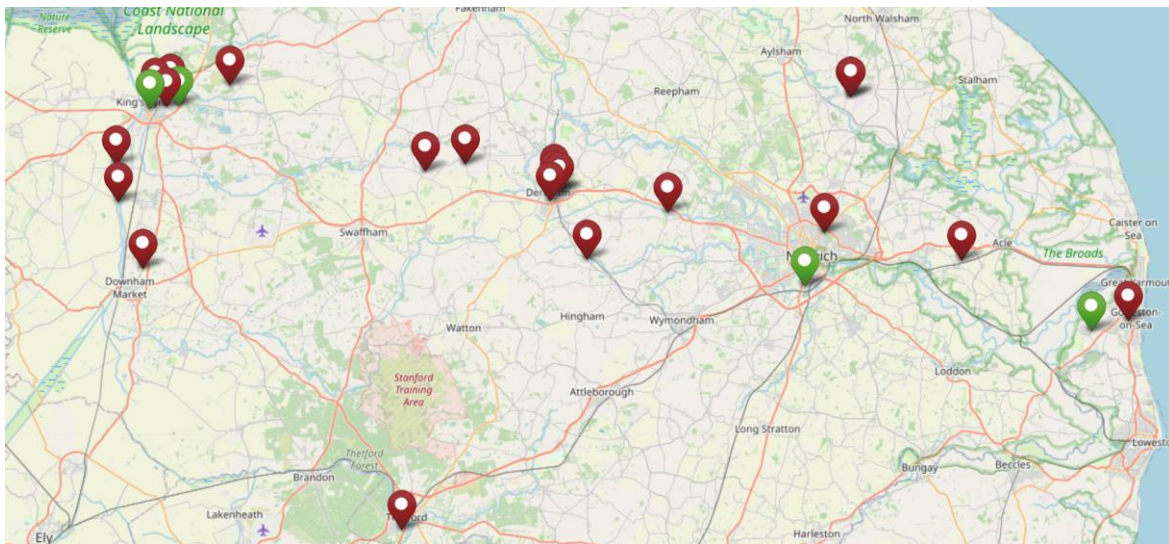 Coast National
Landscape
Nature
Reserve
Fakenham
North Walsham
Aylsham
Stalham
Reepham
King's
Caister on
Sea
Swaffham
Acle
The Broads
Downham
Market
Watton
Hingham
Wymondham
Stanford
Training
Area
Loddon
Attleborough
Long Stratton
Thetford
Forest
Brandon
Bungay
Beccles
Lakenheath
Harleston
Ely